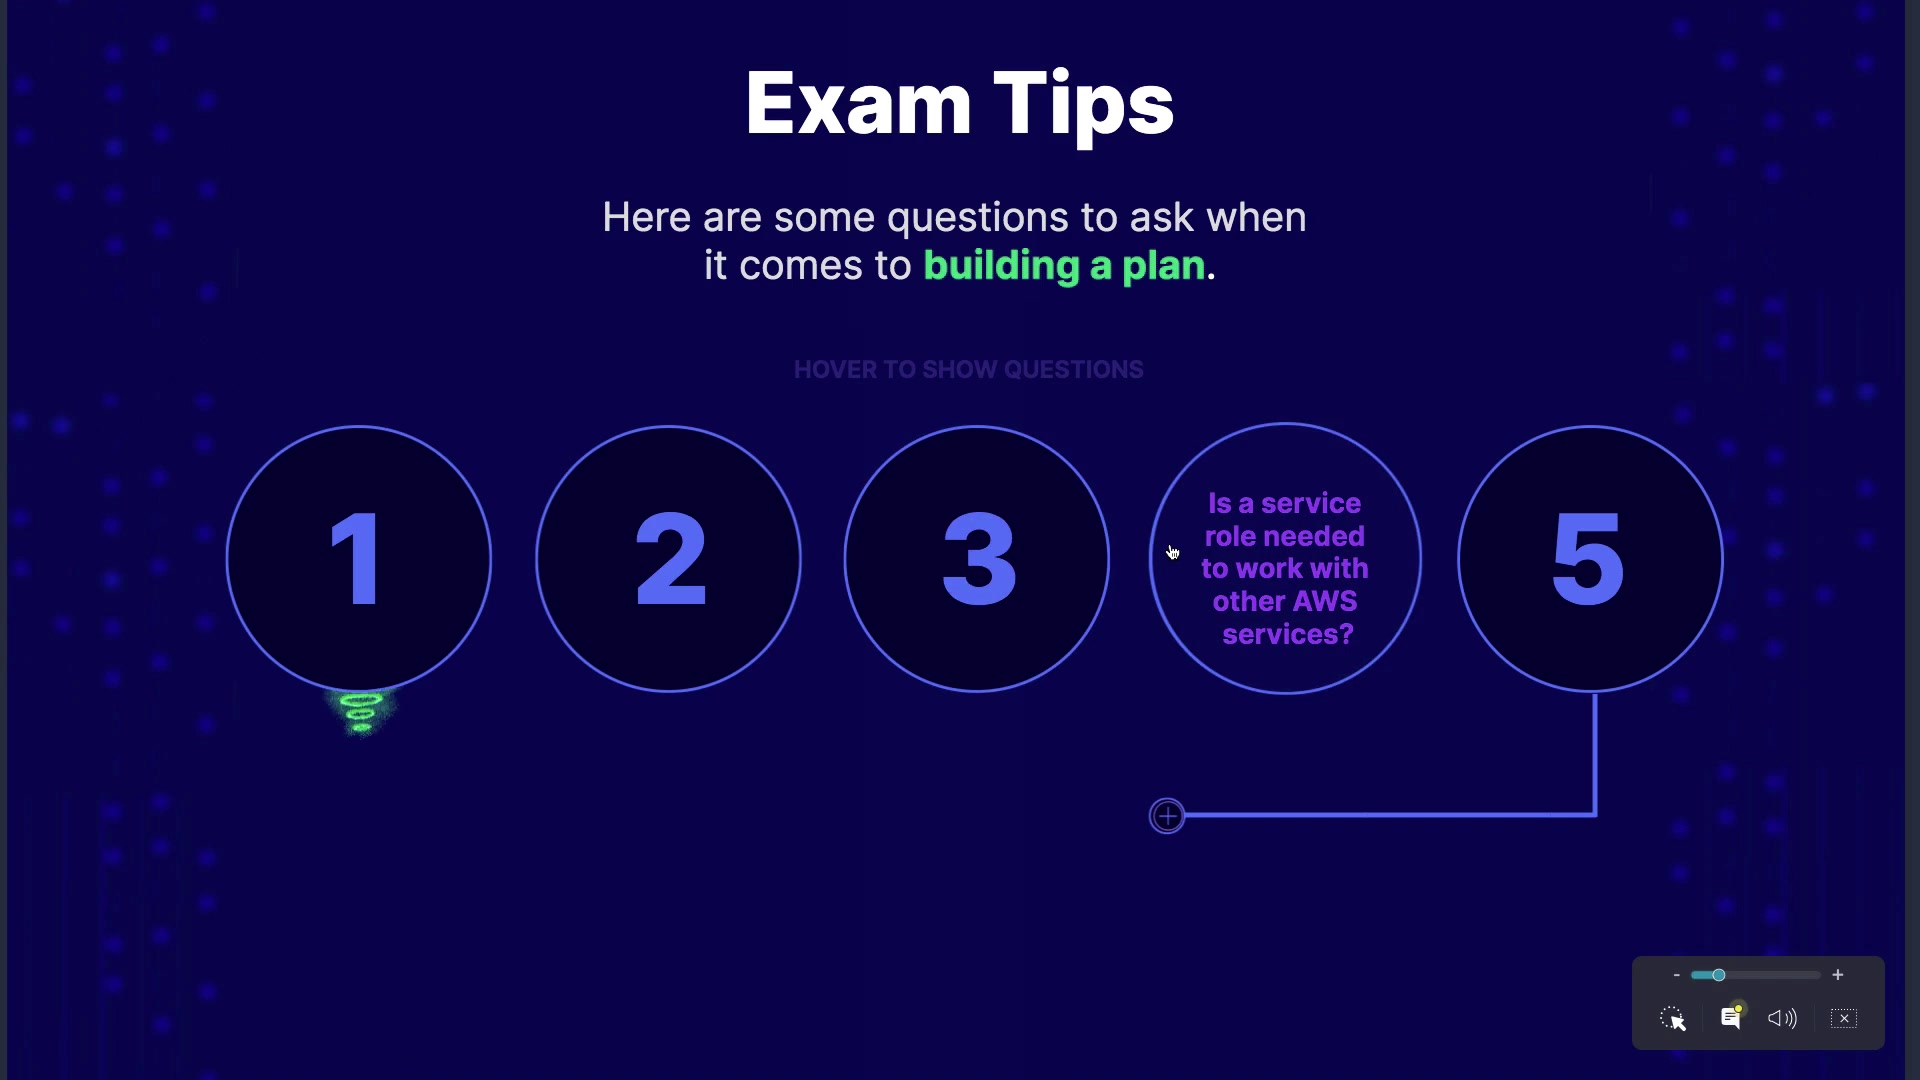 Exam Tips
Here are some questions to ask when
it comes to building a plan.
HOVER TO SHOW QUESTIONS
1
2
3
Is a service
role needed
to work with
other AWS
services?
5
- +